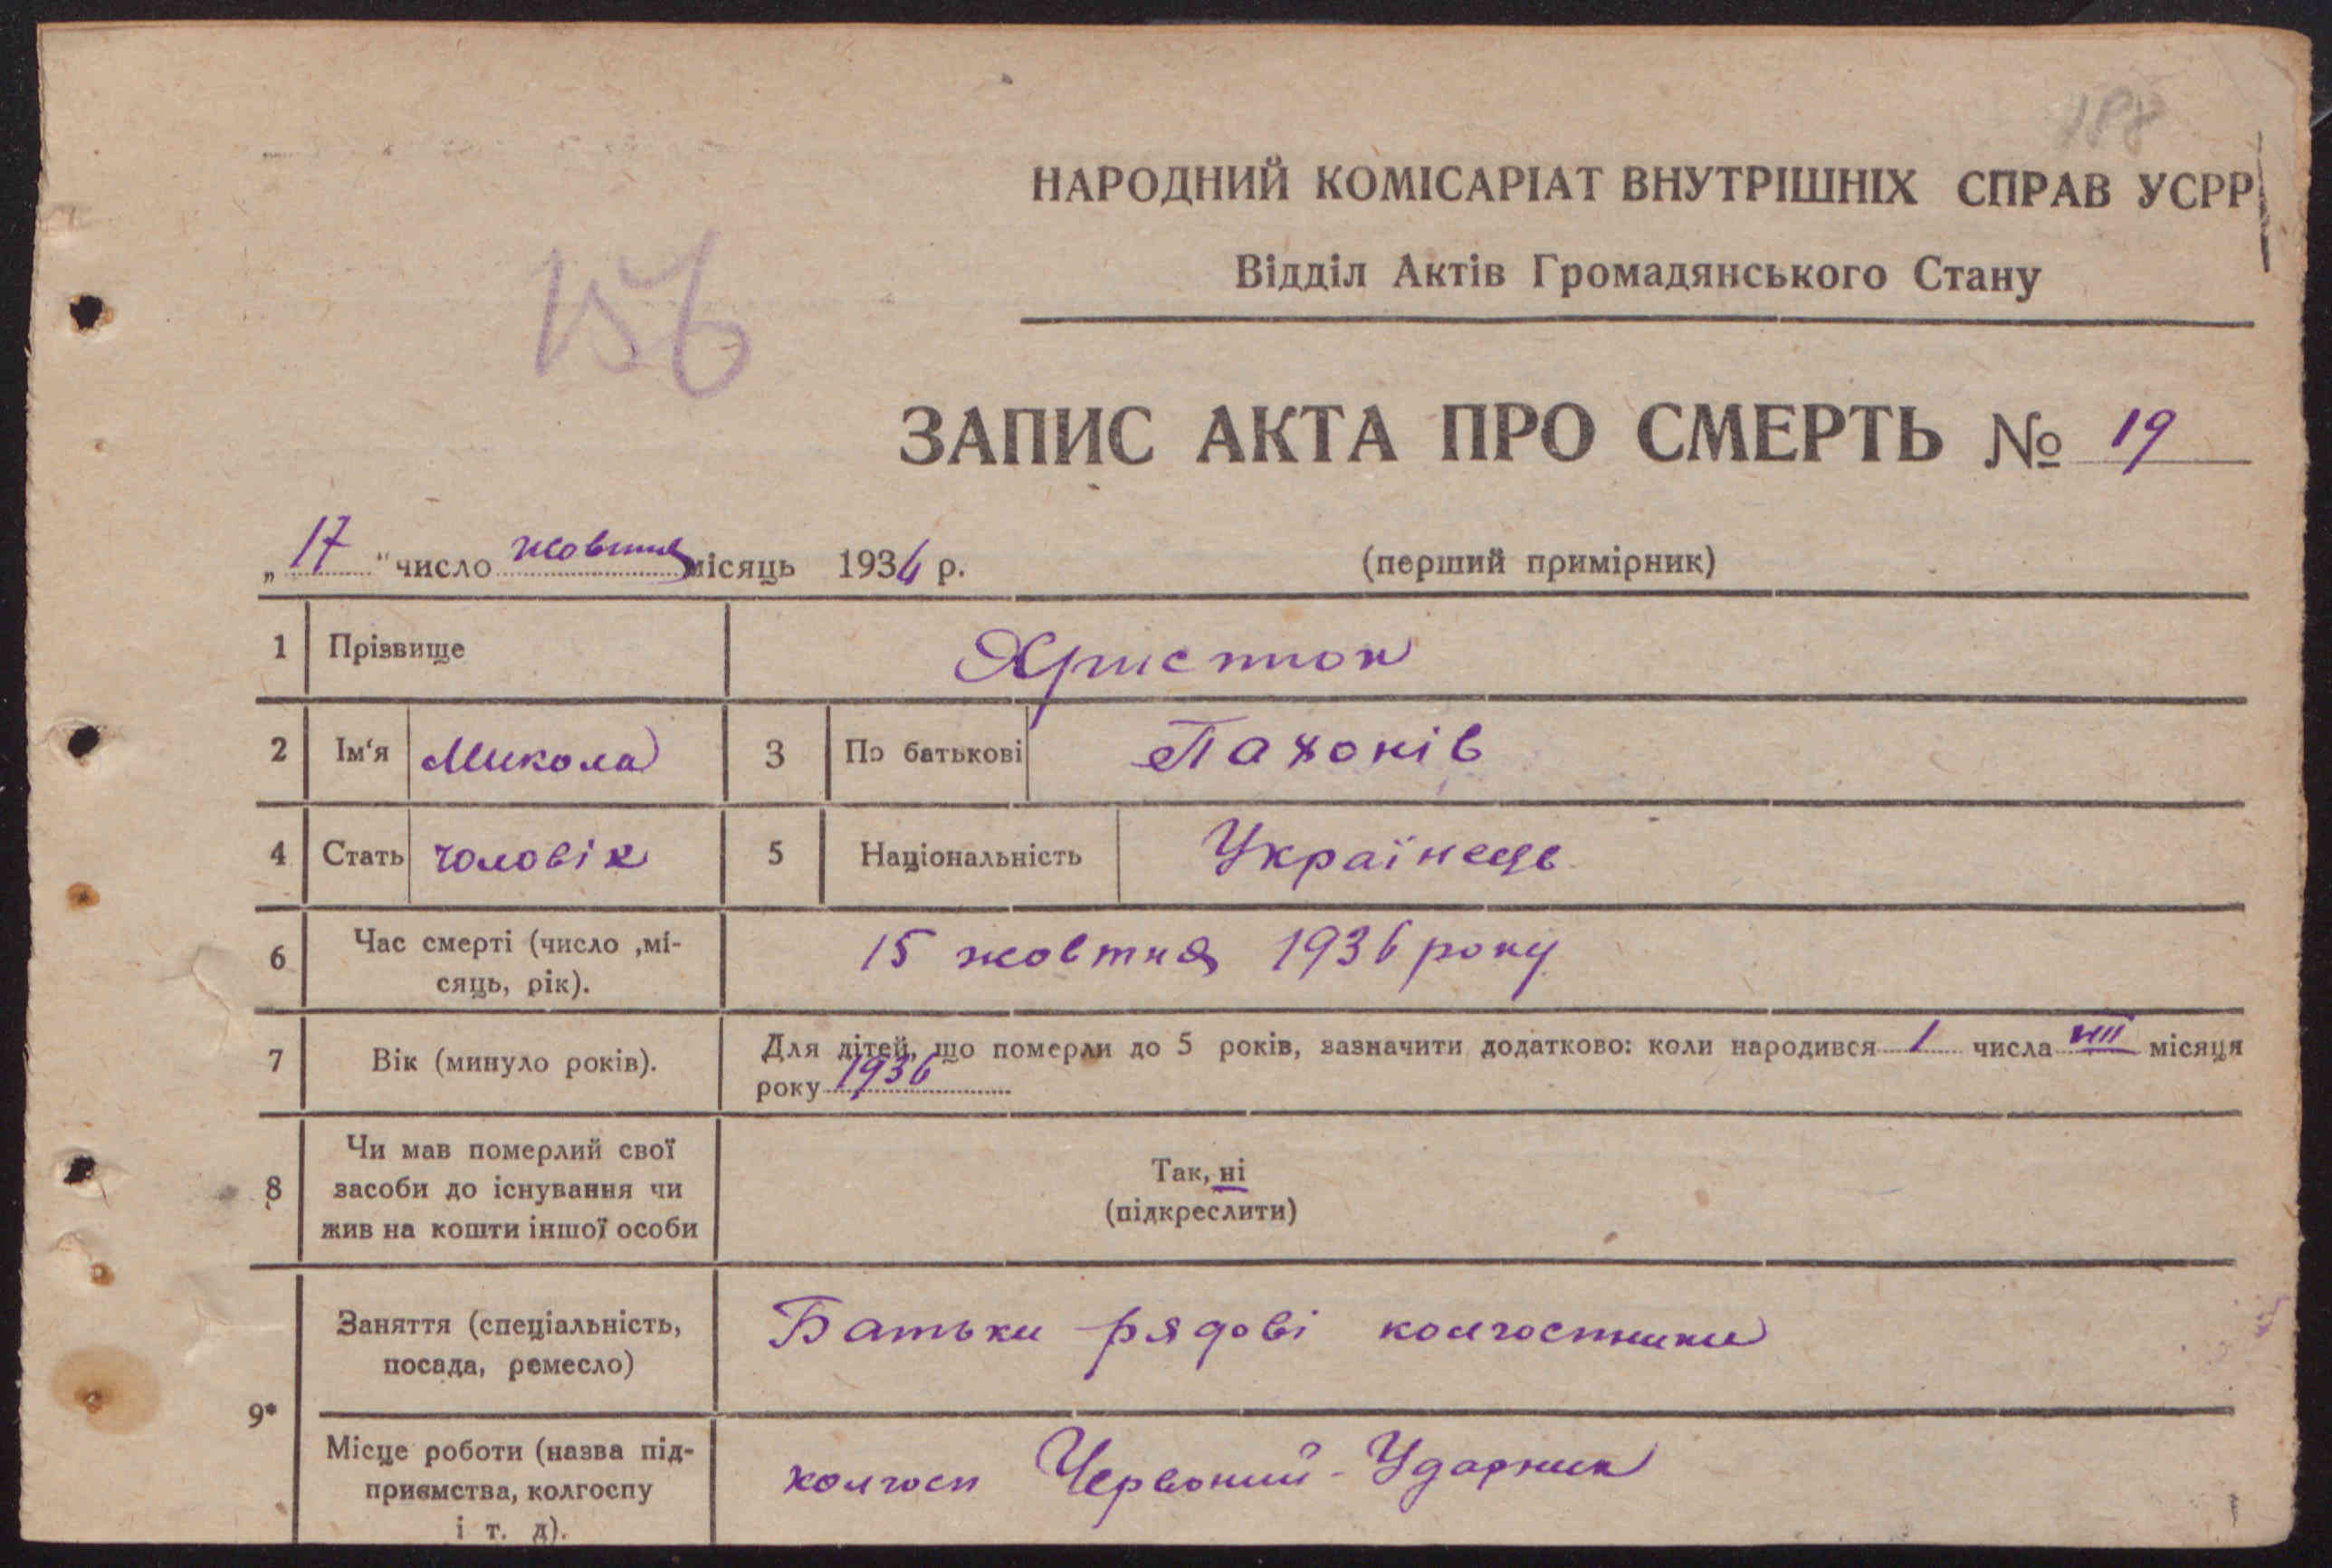 188
НАРОДНИЙ КОМІСАРІАТ ВНУТРІШНІХ СПРАВ УСРР
Відділ Актів Громадянського Стану
156
ЗАПИС АКТА ПРО СМЕРТЬ № 19
„17" число жовтня місяць 1936 р. (перший примірник)
1 Прізвище Христюк
2 Ім'я Микола 3 По батькові Пахонів
4 Стать чоловік 5 Національність Українець
6 Час смерті (число ,мі-
сяць, рік).
15 жовтня 1936 року
7 Вік (минуло років).
Для дітей, що померли до 5 років, зазначити додатково: коли народився 1 числа VIII місяця
року 1936
8 Чи мав померлий свої
засоби до існування чи
жив на кошти іншої особи
Так, ні
(підкреслити)
9*
Заняття (спеціальність,
посада, ремесло)
Батьки рядові колгостники
Місце роботи (назва під-
приємства, колгоспу
і т. д).
колгосп Червоний-Ударник